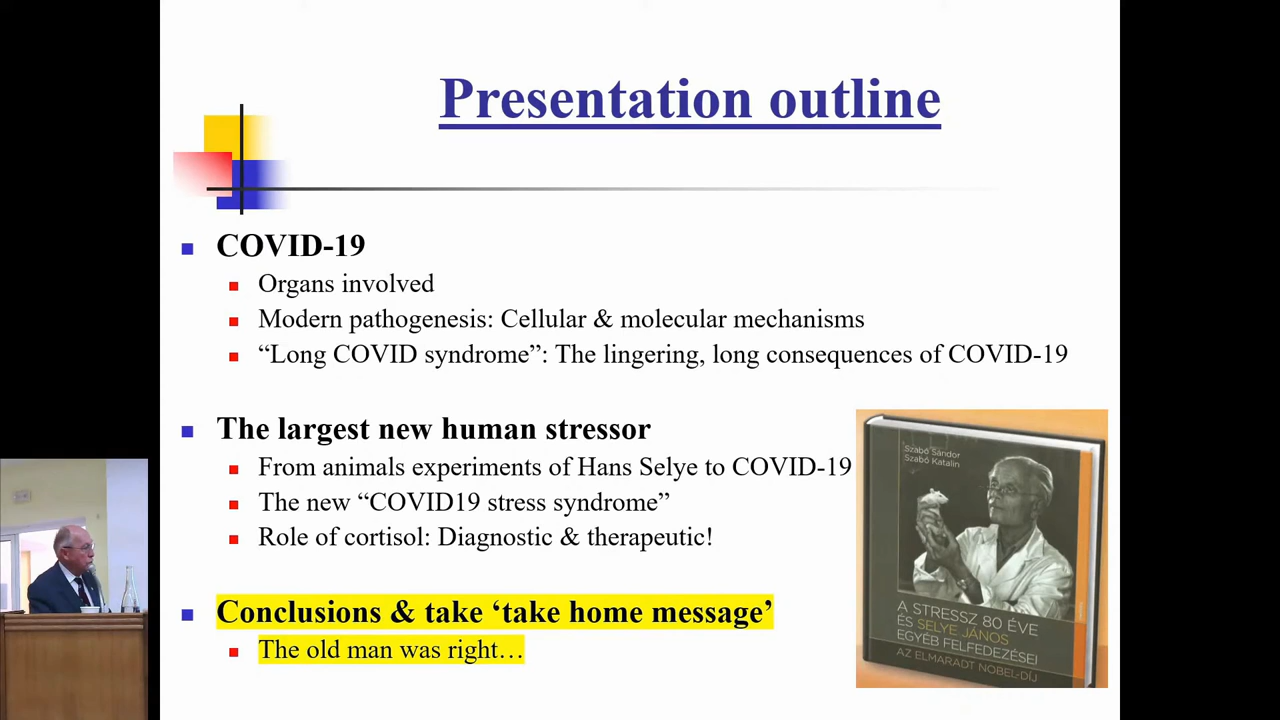 Presentation outline
COVID-19
Organs involved
Modern pathogenesis: Cellular & molecular mechanisms
“Long COVID syndrome”: The lingering, long consequences of COVID-19
The largest new human stressor
From animals experiments of Hans Selye to COVID-19
The new “COVID19 stress syndrome”
Role of cortisol: Diagnostic & therapeutic!
Conclusions & take ‘take home message’
The old man was right…
Szabó Sándor
Szabó Katalin
A STRESSZ 80 ÉVE
ÉS SELYE JÁNOS
EGYÉB FELFEDEZÉSEI
AZ ELMARADT NOBEL-DÍJ